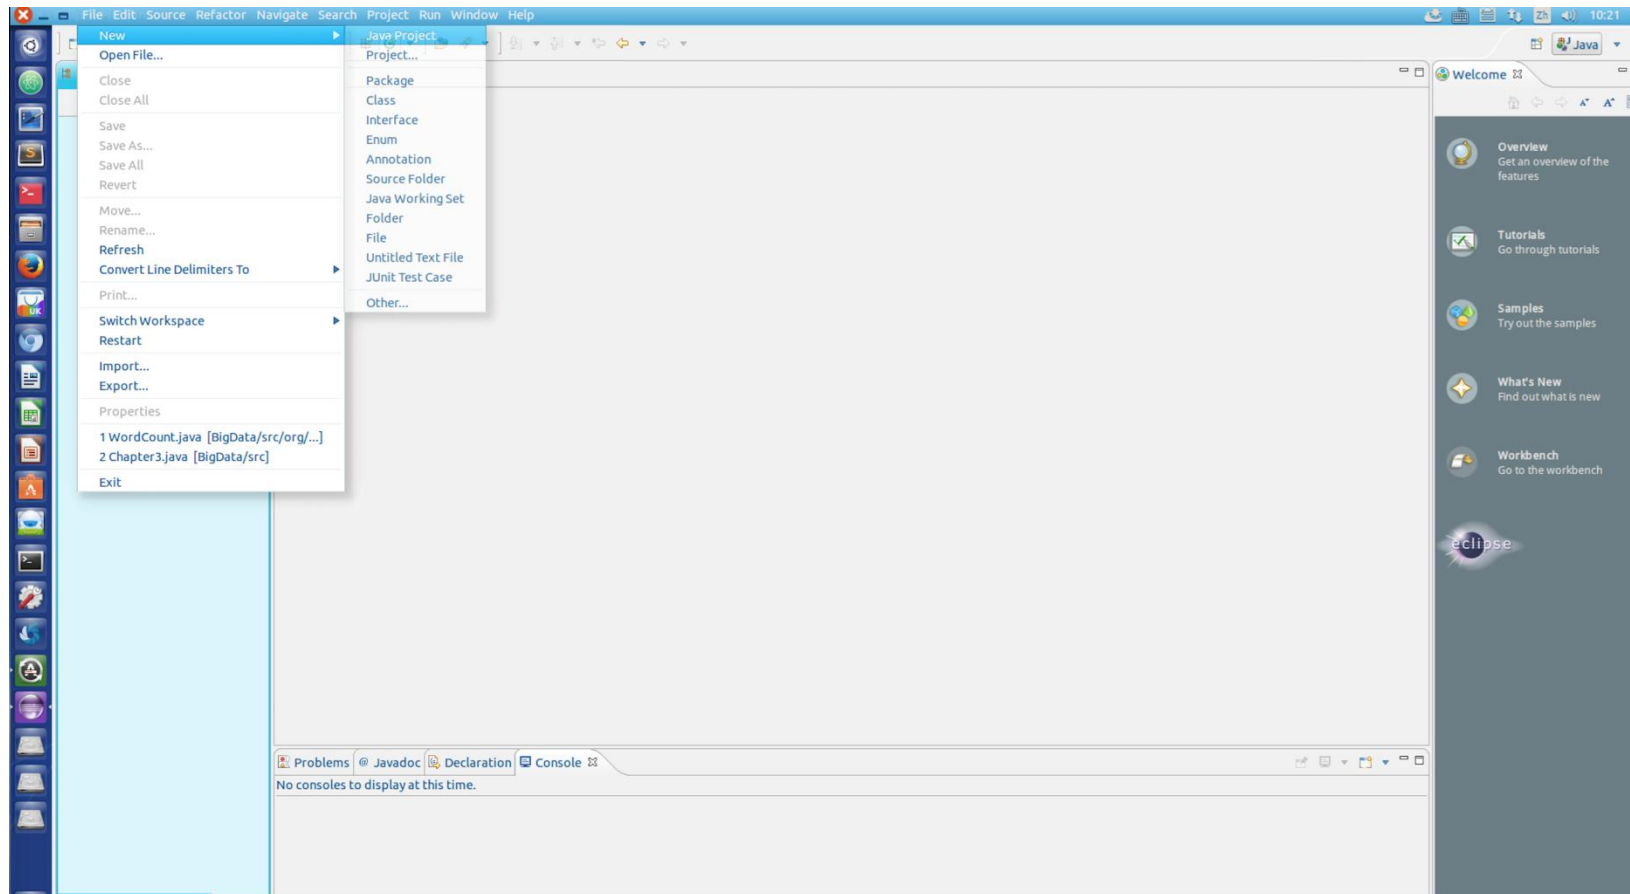 File Edit Source Refactor Navigate Search Project Run Window Help
Zh 10:21
New
Open File...
Close
Close All
Save
Save As...
Save All
Revert
Move...
Rename...
Refresh
Convert Line Delimiters To
Print...
Switch Workspace
Restart
Import...
Export...
Properties
1 WordCount.java [BigData/src/org/...]
2 Chapter3.java [BigData/src]
Exit
Java Project
Project...
Package
Class
Interface
Enum
Annotation
Source Folder
Java Working Set
Folder
File
Untitled Text File
JUnit Test Case
Other...
Java
Welcome
Overview
Get an overview of the
features
Tutorials
Go through tutorials
Samples
Try out the samples
What's New
Find out what is new
Workbench
Go to the workbench
eclipse
Problems @ Javadoc Declaration Console
No consoles to display at this time.